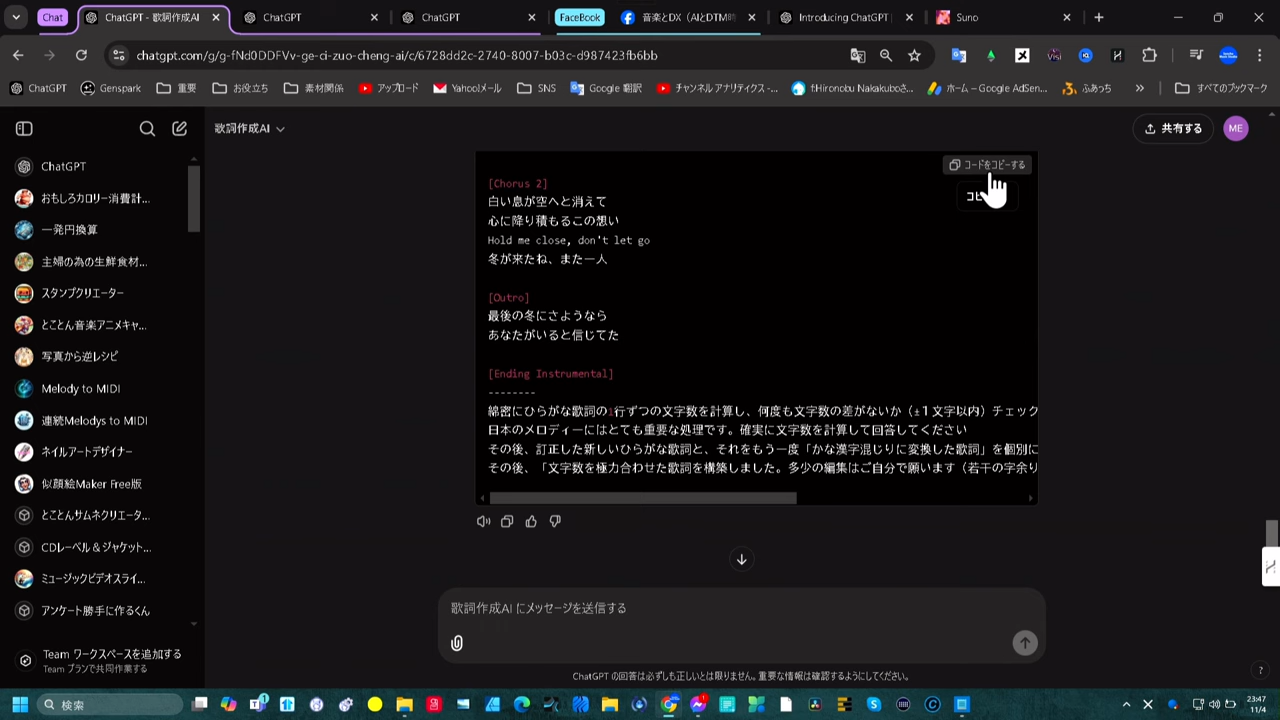 Chat
ChatGPT - 歌詞作成AI
ChatGPT
ChatGPT
FaceBook
音楽とDX（AIとDTM時
Introducing ChatGPT
Suno
chatgpt.com/g/g-fNd0DDFVv-ge-ci-zuo-cheng-ai/c/6728dd2c-2740-8007-b03c-d987423fb6bb
ChatGPT
Genspark
重要
お役立ち
素材関係
アップロード
Yahoo!メール
SNS
Google 翻訳
チャンネル アナリティクス -...
f:Hironobu Nakakuboさ...
ホーム – Google AdSen...
ふあっち
»
すべてのブックマーク
歌詞作成AI
共有する
ME
ChatGPT
おもしろカロリー消費計...
一発円換算
主婦の為の生鮮食材...
スタンプクリエーター
とことん音楽アニメキャ...
写真から逆レシピ
Melody to MIDI
連続Melodys to MIDI
ネイルアートデザイナー
似顔絵Maker Free版
とことんサムネクリエータ...
CDレーベル＆ジャケット...
ミュージックビデオスライ...
アンケート勝手に作るくん
Team ワークスペースを追加する
Team プランで共同作業する
コードをコピーする
コピ
[Chorus 2]
白い息が空へと消えて
心に降り積もるこの想い
Hold me close, don't let go
冬が来たね、また一人
[Outro]
最後の冬にさようなら
あなたがいると信じてた
[Ending Instrumental]
--------
綿密にひらがな歌詞の1行ずつの文字数を計算し、何度も文字数の差がないか（±１文字以内）チェック
日本のメロディーにはとても重要な処理です。確実に文字数を計算して回答してください
その後、訂正した新しいひらがな歌詞と、それをもう一度「かな漢字混じりに変換した歌詞」を個別に
その後、「文字数を極力合わせた歌詞を構築しました。多少の編集はご自分で願います（若干の字余り
歌詞作成AI にメッセージを送信する
ChatGPT の回答は必ずしも正しいとは限りません。重要な情報は確認するようにしてください。
?
検索
23:47
11/4